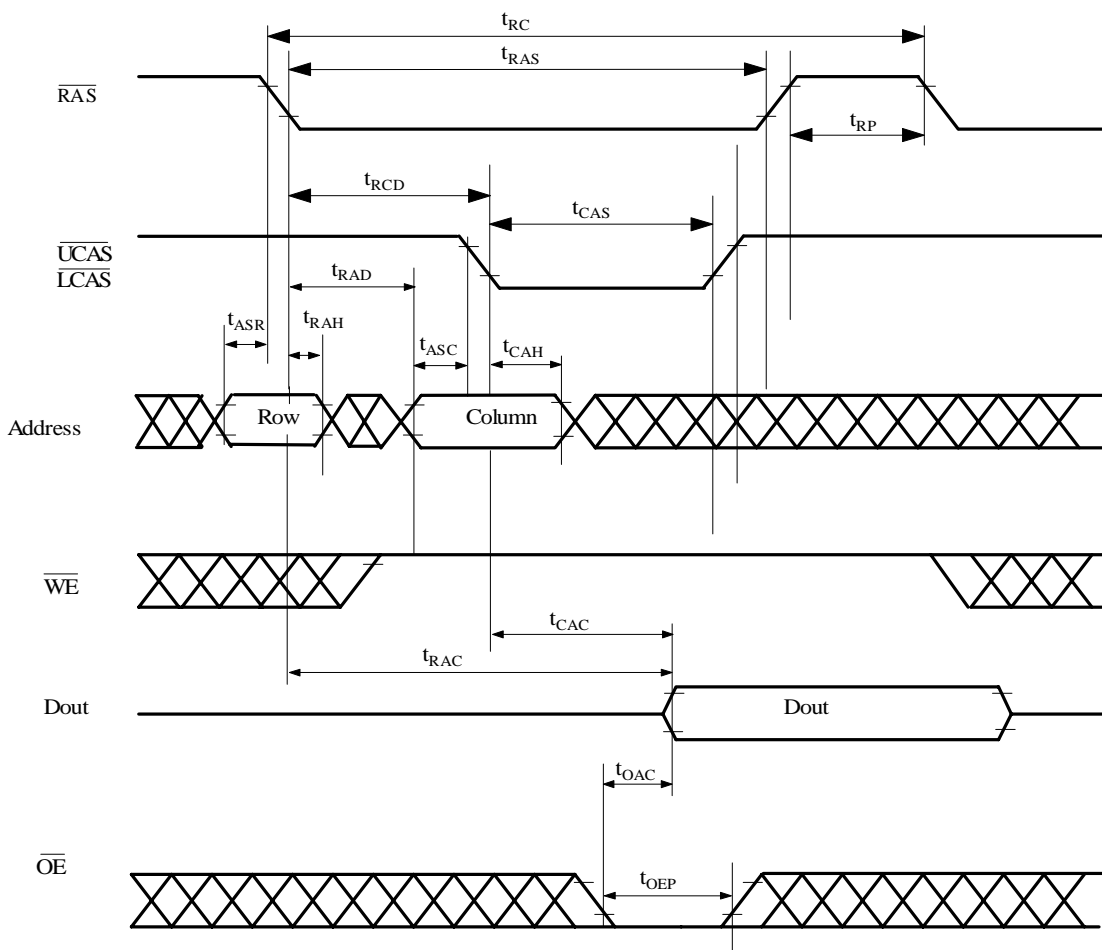 tRC
tRAS
RAS
tRP
tRCD
tCAS
UCAS
LCAS
tRAD
tASR
tRAH
tASC
tCAH
Address
Row
Column
WE
tCAC
tRAC
Dout
Dout
tOAC
OE
tOEP